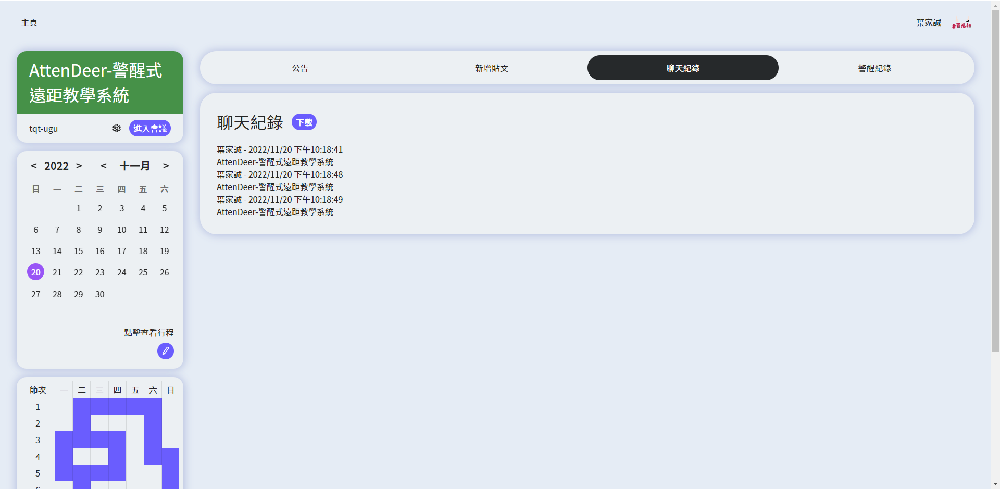 主頁
葉家誠
#百鬼組
AttenDeer-警醒式
遠距教學系統
tqt-ugu
進入會議
公告
新增貼文
聊天紀錄
警醒紀錄
聊天紀錄
下載
葉家誠 - 2022/11/20 下午10:18:41
AttenDeer-警醒式遠距教學系統
葉家誠 - 2022/11/20 下午10:18:48
AttenDeer-警醒式遠距教學系統
葉家誠 - 2022/11/20 下午10:18:49
AttenDeer-警醒式遠距教學系統
< 2022 > < 十一月 >
日 一 二 三 四 五 六
1 2 3 4 5
6 7 8 9 10 11 12
13 14 15 16 17 18 19
20 21 22 23 24 25 26
27 28 29 30
點擊查看行程
節次 一 二 三 四 五 六 日
1
2
3
4
5